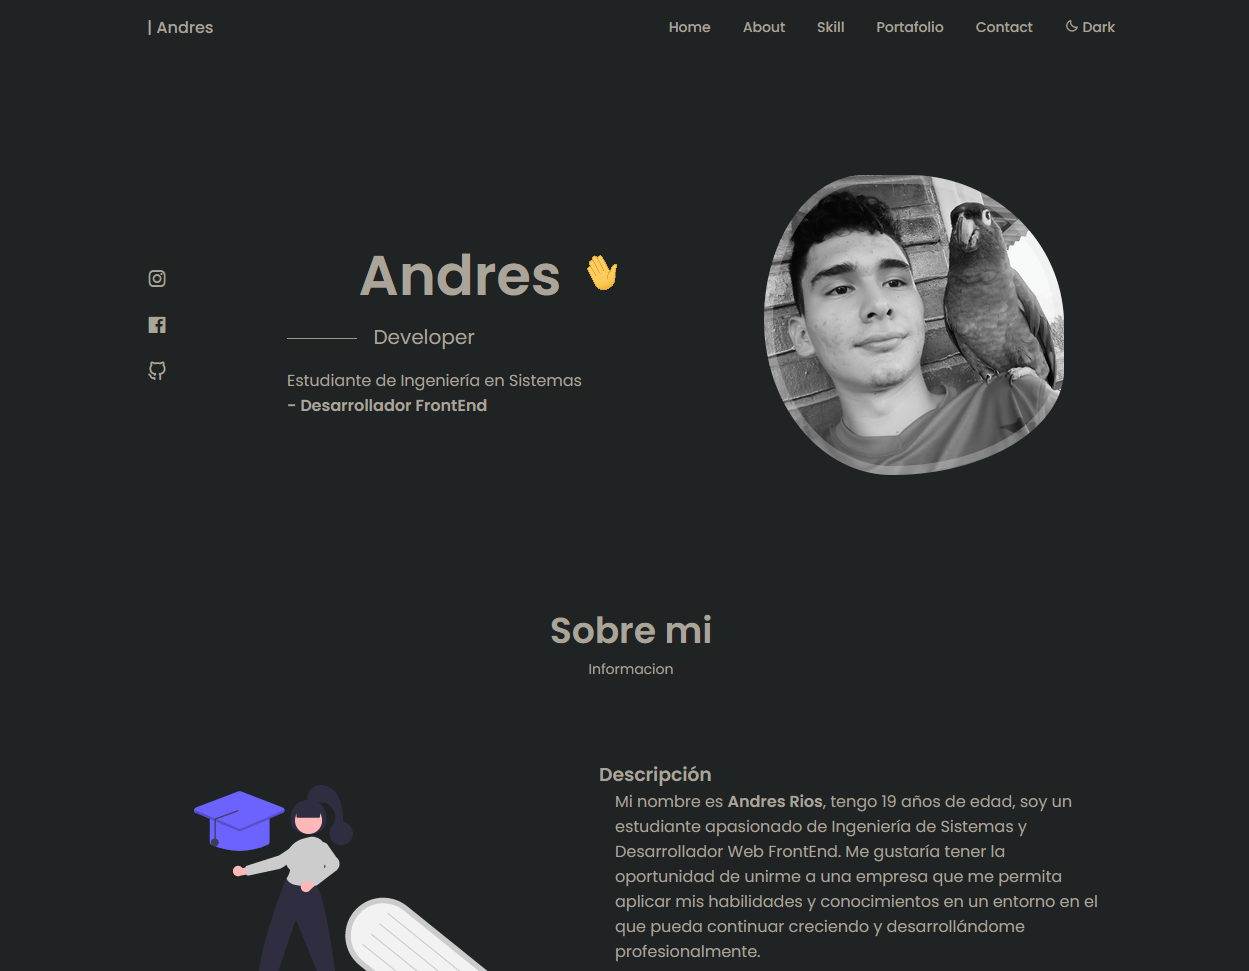 | Andres
Home About Skill Portafolio Contact Dark
Andres 👋
Developer
Estudiante de Ingeniería en Sistemas
- Desarrollador FrontEnd
Sobre mi
Informacion
Descripción
Mi nombre es Andres Rios, tengo 19 años de edad, soy un
estudiante apasionado de Ingeniería de Sistemas y
Desarrollador Web FrontEnd. Me gustaría tener la
oportunidad de unirme a una empresa que me permita
aplicar mis habilidades y conocimientos en un entorno en el
que pueda continuar creciendo y desarrollándome
profesionalmente.